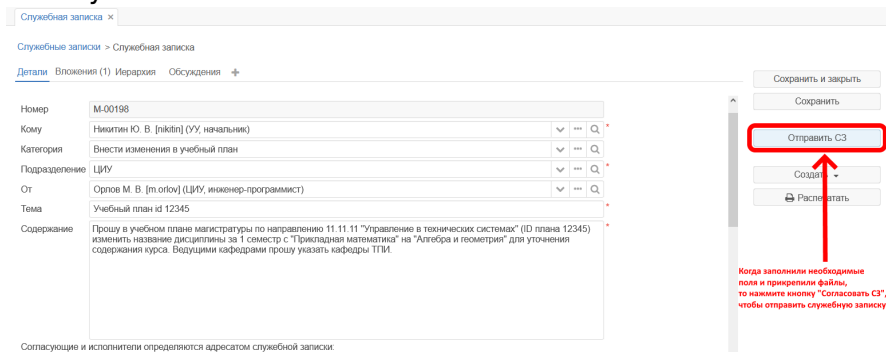 Служебная записка ×
Служебные записки > Служебная записка
Детали Вложения (1) Иерархия Обсуждения +
Сохранить и закрыть
Сохранить
Отправить СЗ
Создать
Распечатать
Номер M-00198
Кому Никитин Ю. В. [nikitin] (УУ, начальник) *
Категория Внести изменения в учебный план
Подразделение ЦИУ *
От Орлов М. В. [m.orlov] (ЦИУ, инженер-программист)
Тема Учебный план id 12345 *
Содержание Прошу в учебном плане магистратуры по направлению 11.11.11 "Управление в технических системах" (ID плана 12345) *
изменить название дисциплины за 1 семестр с "Прикладная математика" на "Алгебра и геометрия" для уточнения
содержания курса. Ведущими кафедрами прошу указать кафедры ТПИ.
Когда заполнили необходимые
поля и прикрепили файлы,
то нажмите кнопку "Согласовать СЗ",
чтобы отправить служебную записку
Согласующие и исполнители определяются адресатом служебной записки: